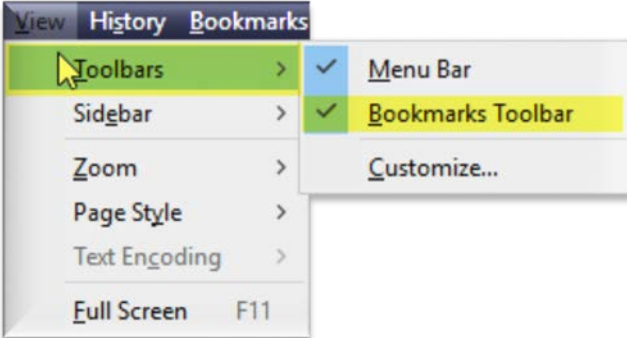 View History Bookmarks
Toolbars
Menu Bar
Sidebar
Bookmarks Toolbar
Zoom
Customize...
Page Style
Text Encoding
Full Screen F11